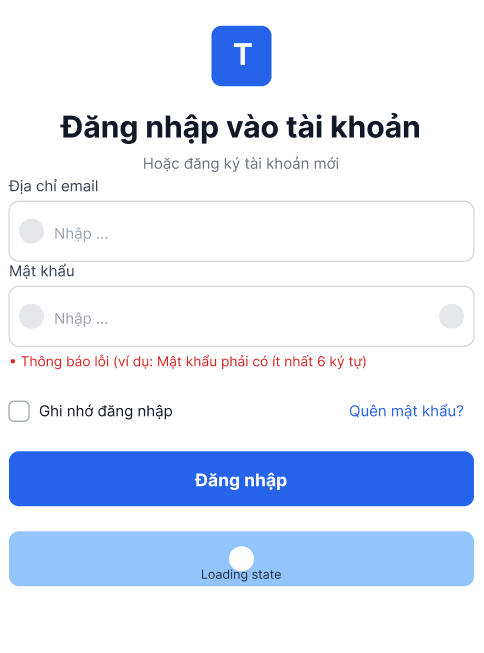 T
Đăng nhập vào tài khoản
Hoặc đăng ký tài khoản mới
Địa chỉ email
Nhập ...
Mật khẩu
Nhập ...
• Thông báo lỗi (ví dụ: Mật khẩu phải có ít nhất 6 ký tự)
Ghi nhớ đăng nhập
Quên mật khẩu?
Đăng nhập
Loading state